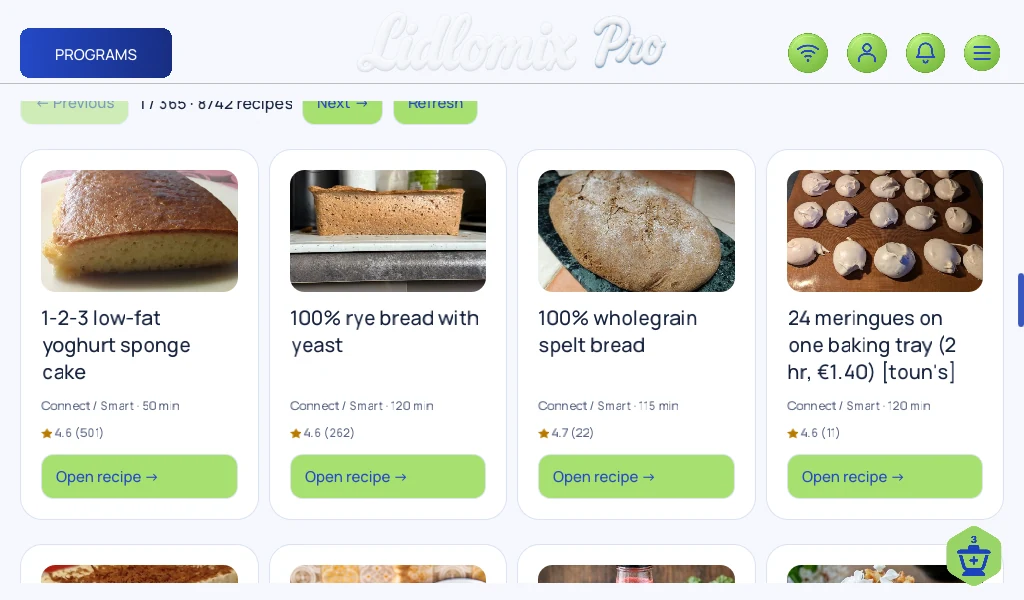 PROGRAMS
Lidlomix Pro
← Previous
1 / 365 · 8742 recipes
Next →
Refresh
1-2-3 low-fat
yoghurt sponge
cake
Connect / Smart · 50 min
★ 4.6 (501)
Open recipe →
100% rye bread with
yeast
Connect / Smart · 120 min
★ 4.6 (262)
Open recipe →
100% wholegrain
spelt bread
Connect / Smart · 115 min
★ 4.7 (22)
Open recipe →
24 meringues on
one baking tray (2
hr, €1.40) [toun's]
Connect / Smart · 120 min
★ 4.6 (11)
Open recipe →
3